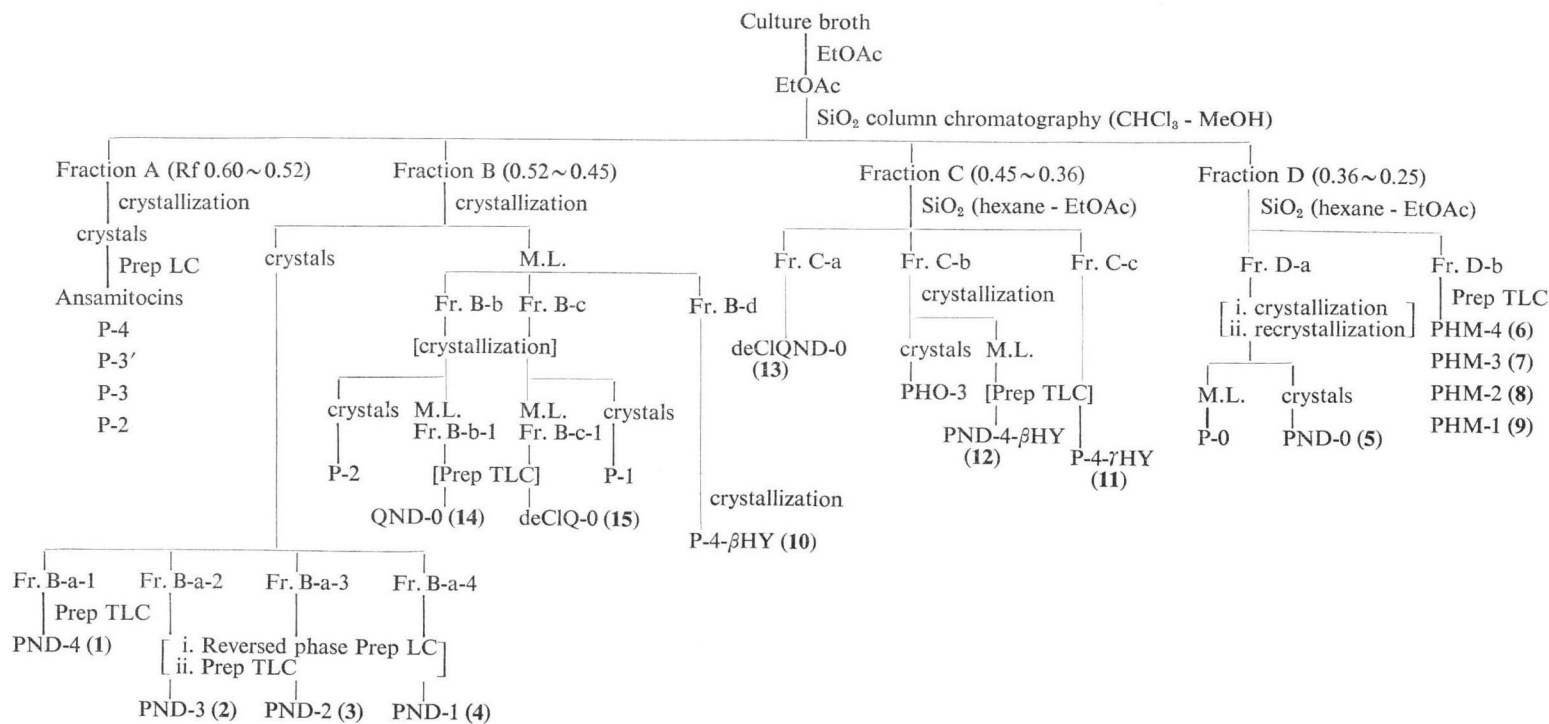 Culture broth
EtOAc
EtOAc
SiO₂ column chromatography (CHCl₃ - MeOH)
Fraction A (Rf 0.60~0.52)
crystallization
crystals
Prep LC
Ansamitocins
P-4
P-3′
P-3
P-2
Fraction B (0.52~0.45)
crystallization
crystals
M.L.
Fr. B-b
Fr. B-c
Fr. B-d
[crystallization]
crystals
M.L.
Fr. B-b-1
M.L.
Fr. B-c-1
crystals
P-2
[Prep TLC]
P-1
QND-0 (14)
deClQ-0 (15)
crystallization
P-4-βHY (10)
Fr. B-a-1
Fr. B-a-2
Fr. B-a-3
Fr. B-a-4
Prep TLC
PND-4 (1)
i. Reversed phase Prep LC
ii. Prep TLC
PND-3 (2)
PND-2 (3)
PND-1 (4)
Fraction C (0.45~0.36)
SiO₂ (hexane - EtOAc)
Fr. C-a
Fr. C-b
Fr. C-c
deClQND-0
(13)
crystallization
crystals
M.L.
PHO-3
[Prep TLC]
PND-4-βHY
(12)
P-4-γHY
(11)
Fraction D (0.36~0.25)
SiO₂ (hexane - EtOAc)
Fr. D-a
Fr. D-b
i. crystallization
ii. recrystallization
M.L.
crystals
P-0
PND-0 (5)
Prep TLC
PHM-4 (6)
PHM-3 (7)
PHM-2 (8)
PHM-1 (9)